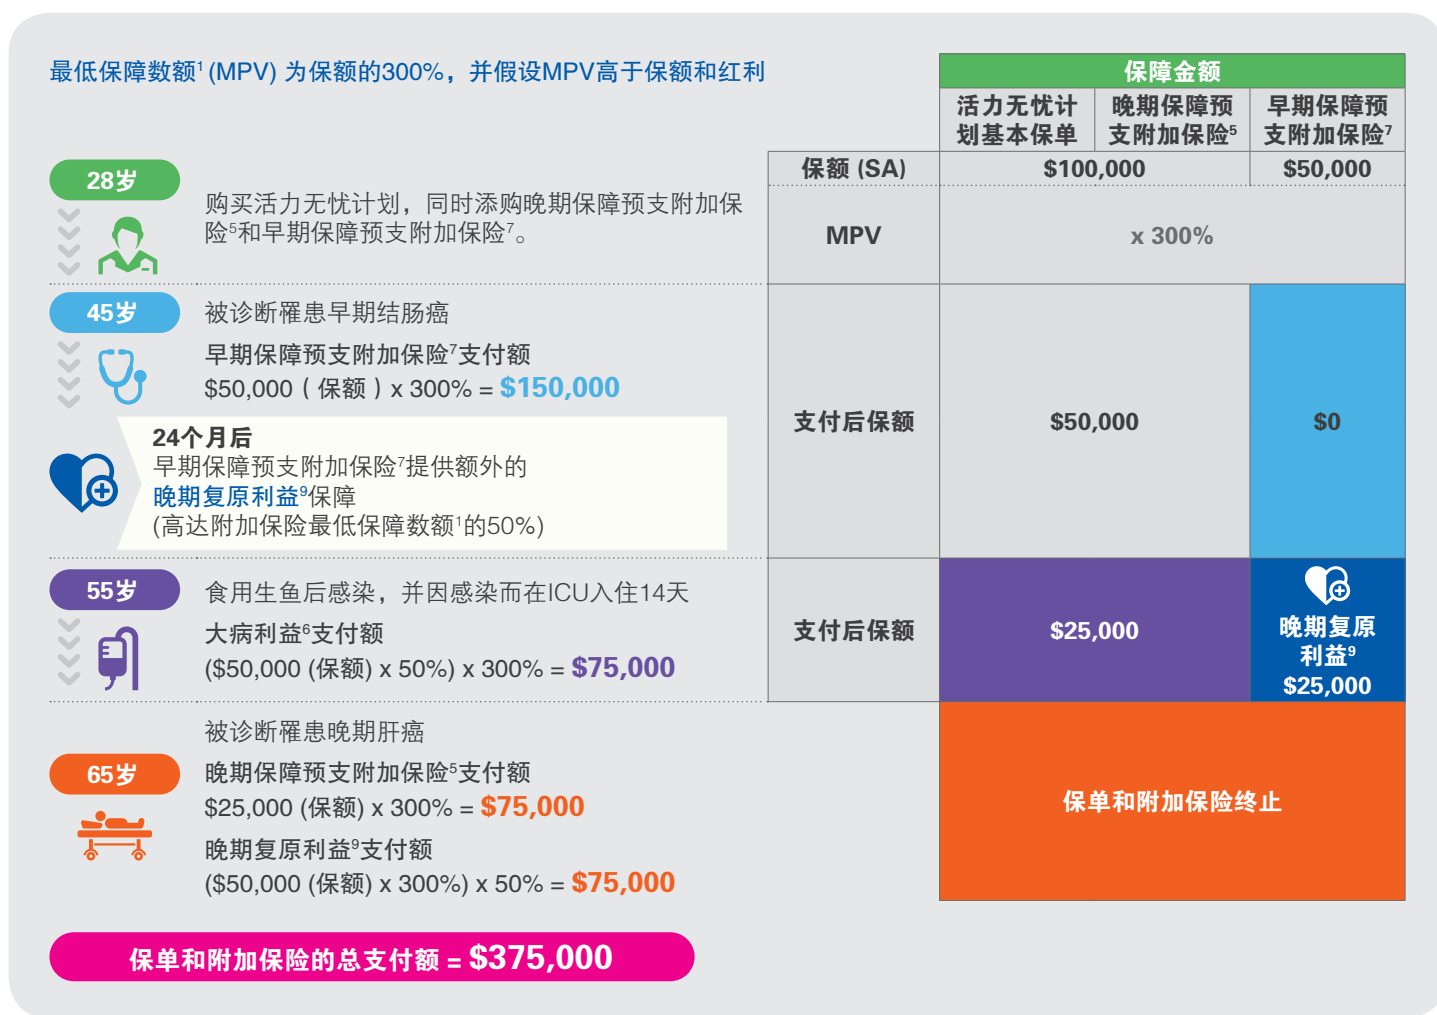 最低保障数额¹ (MPV) 为保额的300%，并假设MPV高于保额和红利
保障金额
活力无忧计
划基本保单
晚期保障预
支附加保险⁵
早期保障预
支附加保险⁷
保额 (SA)
$100,000
$50,000
MPV
x 300%
28岁
购买活力无忧计划，同时添购晚期保障预支附加保
险⁵和早期保障预支附加保险⁷。
45岁
被诊断罹患早期结肠癌
早期保障预支附加保险⁷支付额
$50,000 ( 保额 ) x 300% = $150,000
24个月后
早期保障预支附加保险⁷提供额外的
晚期复原利益⁹保障
(高达附加保险最低保障数额¹的50%)
支付后保额
$50,000
$0
55岁
食用生鱼后感染，并因感染而在ICU入住14天
大病利益⁶支付额
($50,000 (保额) x 50%) x 300% = $75,000
支付后保额
$25,000
晚期复原
利益⁹
$25,000
65岁
被诊断罹患晚期肝癌
晚期保障预支附加保险⁵支付额
$25,000 (保额) x 300% = $75,000
晚期复原利益⁹支付额
($50,000 (保额) x 300%) x 50% = $75,000
保单和附加保险终止
保单和附加保险的总支付额 = $375,000